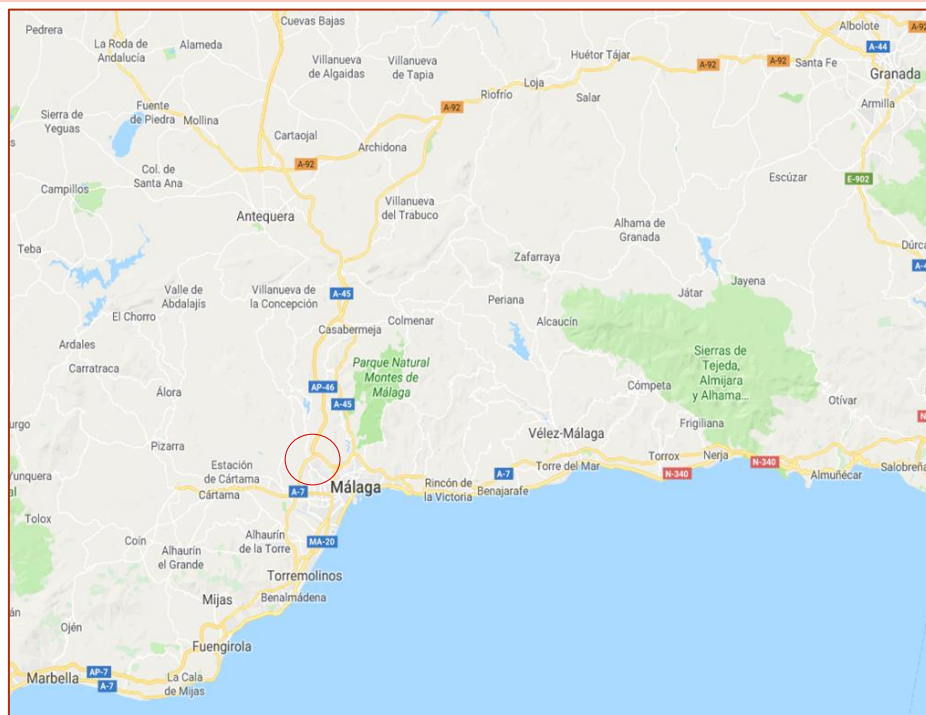 Pedrera
Cuevas Bajas
Albolote
A-92
La Roda de
Andalucía
Alameda
Villanueva
de Algaidas
Villanueva
de Tapia
Huétor Tájar
A-44
A-92
A-92
Santa Fe
Granada
Loja
Riofrío
Salar
Armilla
Sierra de
Yeguas
Fuente
de Piedra
Mollina
A-92
Cartaojal
Archidona
A-92
Col. de
Santa Ana
Campillos
Escúzar
E-902
Antequera
Villanueva
del Trabuco
Alhama de
Granada
Teba
Zafarraya
Dúrca
A-4
Valle de
Abdalajís
Villanueva de
la Concepción
A-45
Jayena
Játar
Periana
El Chorro
Casabermeja
Colmenar
Alcaucín
Ardales
Carratraca
Parque Natural
Montes de
Málaga
Sierras de
Tejeda,
Almijara
y Alhama...
AP-46
A-45
Álora
Cómpeta
Otívar
urgo
Frigiliana
N
Pizarra
Vélez-Málaga
Torrox
Nerja
N-340
Almuñécar
Salobreña
Yunquera
al
Estación
de Cártama
Cártama
A-7
Málaga
Rincón de
la Victoria
Benajarafe
A-7
Torre del Mar
N-340
Tolox
Coín
Alhaurín
el Grande
Alhaurín
de la Torre
MA-20
Torremolinos
Benalmádena
Mijas
án
Ojén
Fuengirola
AP-7
A-7
Marbella
La Cala
de Mijas